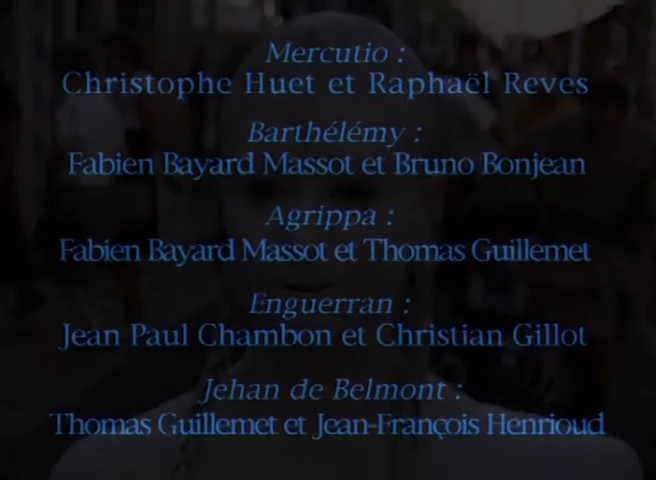 Mercutio :
Christophe Huet et Raphaël Reves
Barthélémy :
Fabien Bayard Massot et Bruno Bonjean
Agrippa :
Fabien Bayard Massot et Thomas Guillemet
Enguerran :
Jean Paul Chambon et Christian Gillot
Jehan de Belmont :
Thomas Guillemet et Jean-François Henrioud